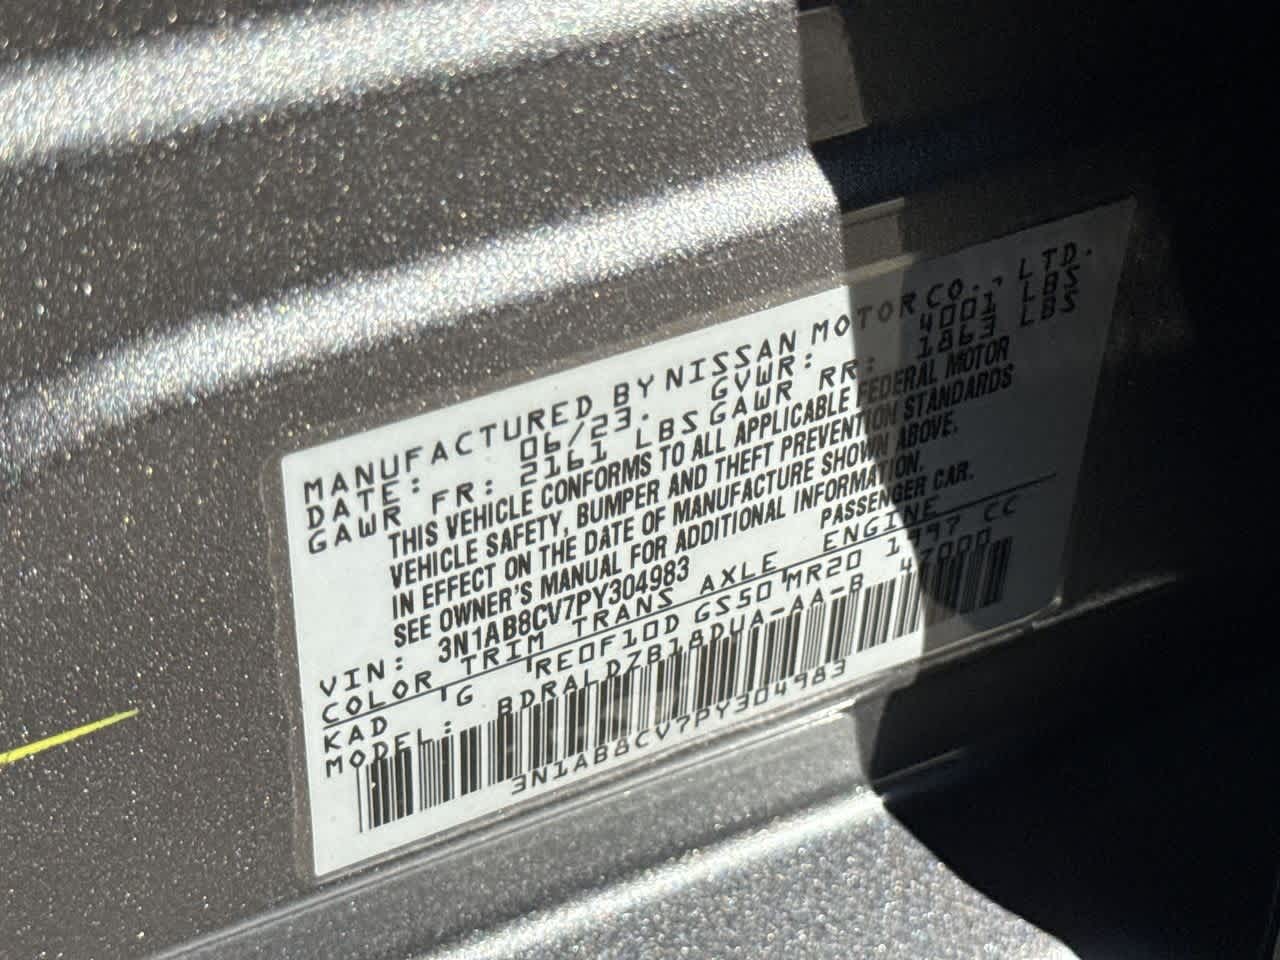 MANUFACTURED BY NISSAN MOTOR CO., LTD.
DATE: 06/23. GVWR: 4001 LBS
GAWR FR: 2161 LBS GAWR RR: 1863 LBS
THIS VEHICLE CONFORMS TO ALL APPLICABLE FEDERAL MOTOR
VEHICLE SAFETY, BUMPER AND THEFT PREVENTION STANDARDS
IN EFFECT ON THE DATE OF MANUFACTURE SHOWN ABOVE.
SEE OWNER'S MANUAL FOR ADDITIONAL INFORMATION.
VIN: 3N1AB8CV7PY304983 PASSENGER CAR.
COLOR TRIM TRANS AXLE ENGINE
KAD G RE0F10D GS50 MR20 1997 CC
MODEL: BDRALDZB18DUA-AA-B 47000
3N1AB8CV7PY304983